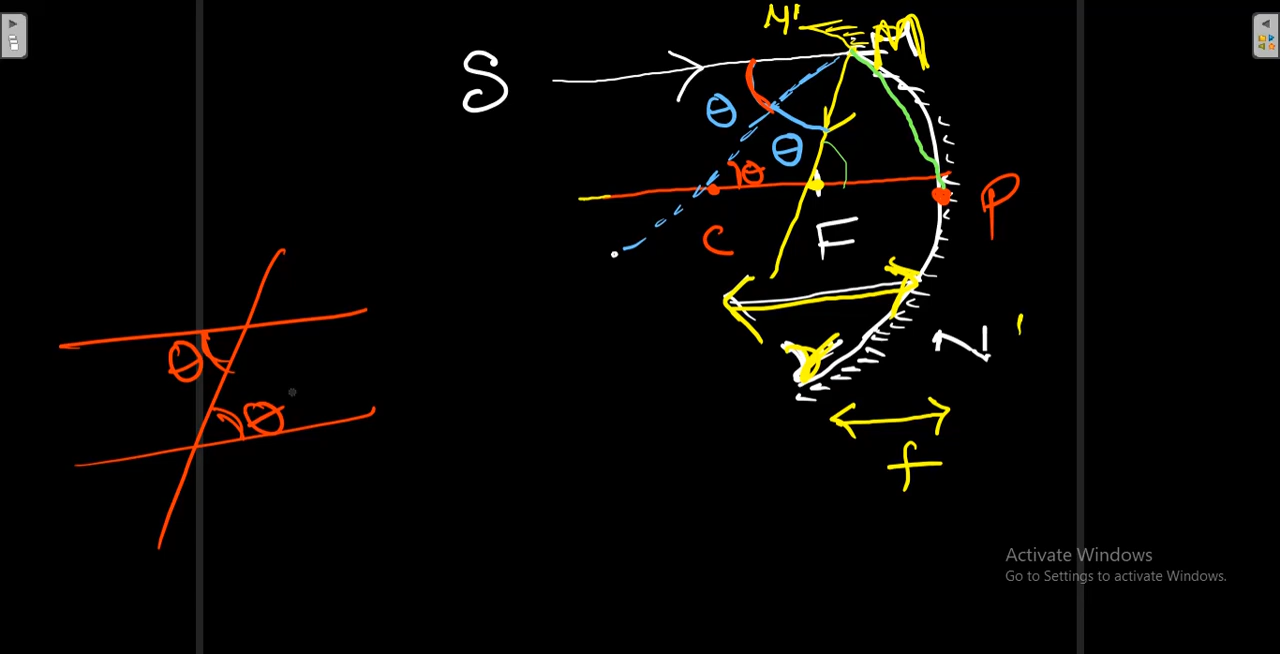 M'
S
M
θ
θ
θ
P
C
F
θ
θ
N'
r
f
Activate Windows
Go to Settings to activate Windows.